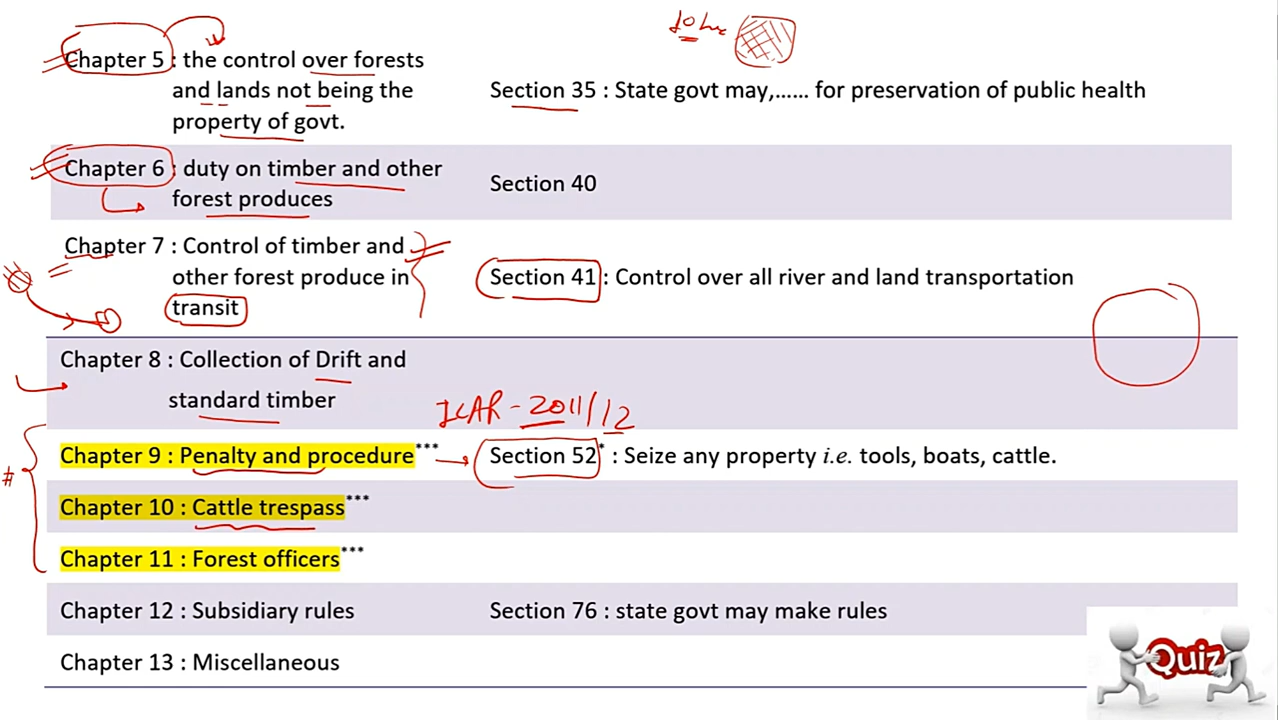 10 ha
Chapter 5 : the control over forests
and lands not being the
property of govt.
Section 35 : State govt may,...... for preservation of public health
Chapter 6 : duty on timber and other
forest produces
Section 40
Chapter 7 : Control of timber and
other forest produce in
transit
Section 41 : Control over all river and land transportation
Chapter 8 : Collection of Drift and
standard timber
ICAR - 2011/12
Chapter 9 : Penalty and procedure***
Section 52* : Seize any property i.e. tools, boats, cattle.
Chapter 10 : Cattle trespass***
#
Chapter 11 : Forest officers***
Chapter 12 : Subsidiary rules
Section 76 : state govt may make rules
Chapter 13 : Miscellaneous
Quiz